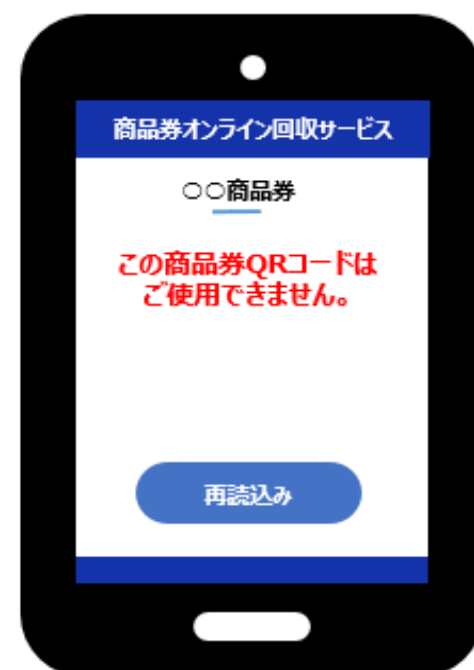 商品券オンライン回収サービス
○○商品券
この商品券QRコードは
ご使用できません。
再読込み